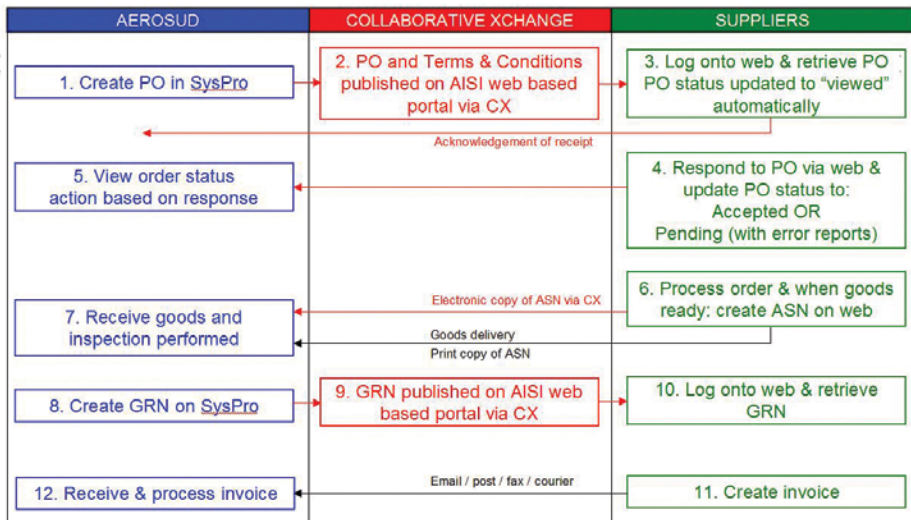 AEROSUD
COLLABORATIVE XCHANGE
SUPPLIERS
1. Create PO in SysPro
2. PO and Terms & Conditions
published on AISI web based
portal via CX
3. Log onto web & retrieve PO
PO status updated to “viewed”
automatically
Acknowledgement of receipt
5. View order status
action based on response
4. Respond to PO via web &
update PO status to:
Accepted OR
Pending (with error reports)
Electronic copy of ASN via CX
6. Process order & when goods
ready: create ASN on web
7. Receive goods and
inspection performed
Goods delivery
Print copy of ASN
8. Create GRN on SysPro
9. GRN published on AISI web
based portal via CX
10. Log onto web & retrieve
GRN
Email / post / fax / courier
12. Receive & process invoice
11. Create invoice